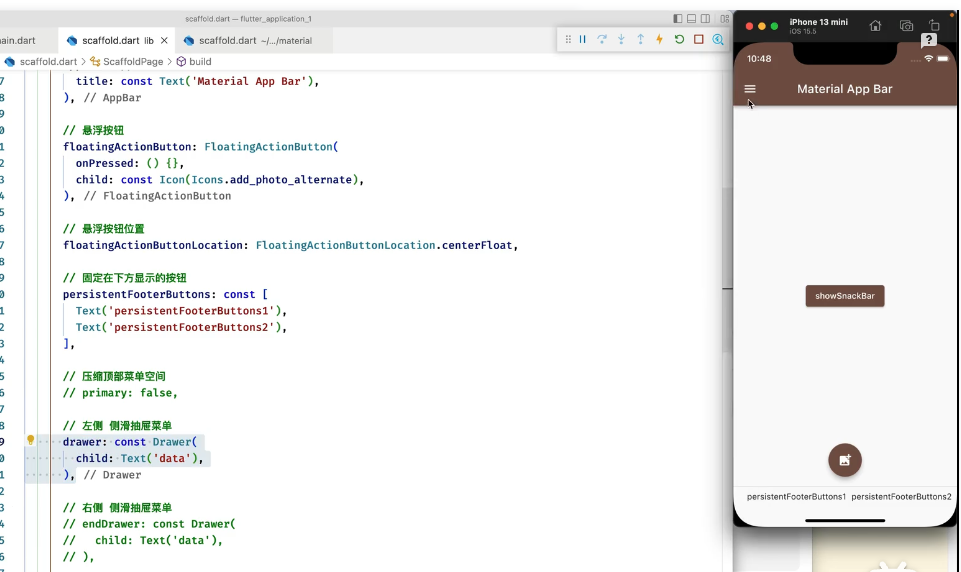 scaffold.dart — flutter_application_1
ain.dart
scaffold.dart lib
scaffold.dart ~/.../material
scaffold.dart > ScaffoldPage > build
7 title: const Text('Material App Bar'),
8 ), // AppBar
9
0 // 悬浮按钮
1 floatingActionButton: FloatingActionButton(
2 onPressed: () {},
3 child: const Icon(Icons.add_photo_alternate),
4 ), // FloatingActionButton
5
6 // 悬浮按钮位置
7 floatingActionButtonLocation: FloatingActionButtonLocation.centerFloat,
8
9 // 固定在下方显示的按钮
0 persistentFooterButtons: const [
1 Text('persistentFooterButtons1'),
2 Text('persistentFooterButtons2'),
3 ],
4
5 // 压缩顶部菜单空间
6 // primary: false,
7
8 // 左侧 侧滑抽屉菜单
9 drawer: const Drawer(
0 child: Text('data'),
1 ), // Drawer
2
3 // 右侧 侧滑抽屉菜单
4 // endDrawer: const Drawer(
5 //   child: Text('data'),
6 // ),
iPhone 13 mini
iOS 15.5
?
10:48
Material App Bar
showSnackBar
persistentFooterButtons1 persistentFooterButtons2